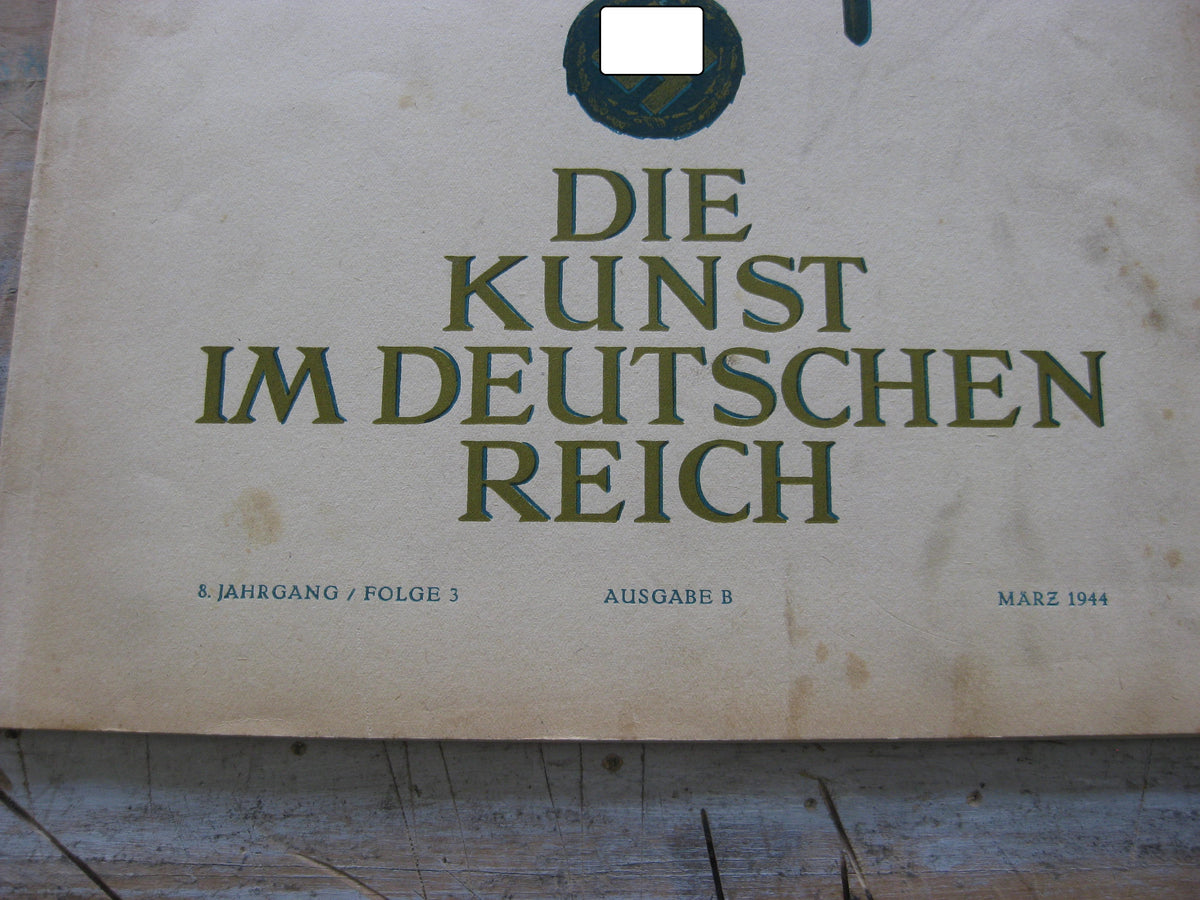 DIE
KUNST
IM DEUTSCHEN
REICH
8. JAHRGANG / FOLGE 3 AUSGABE B MÄRZ 1944